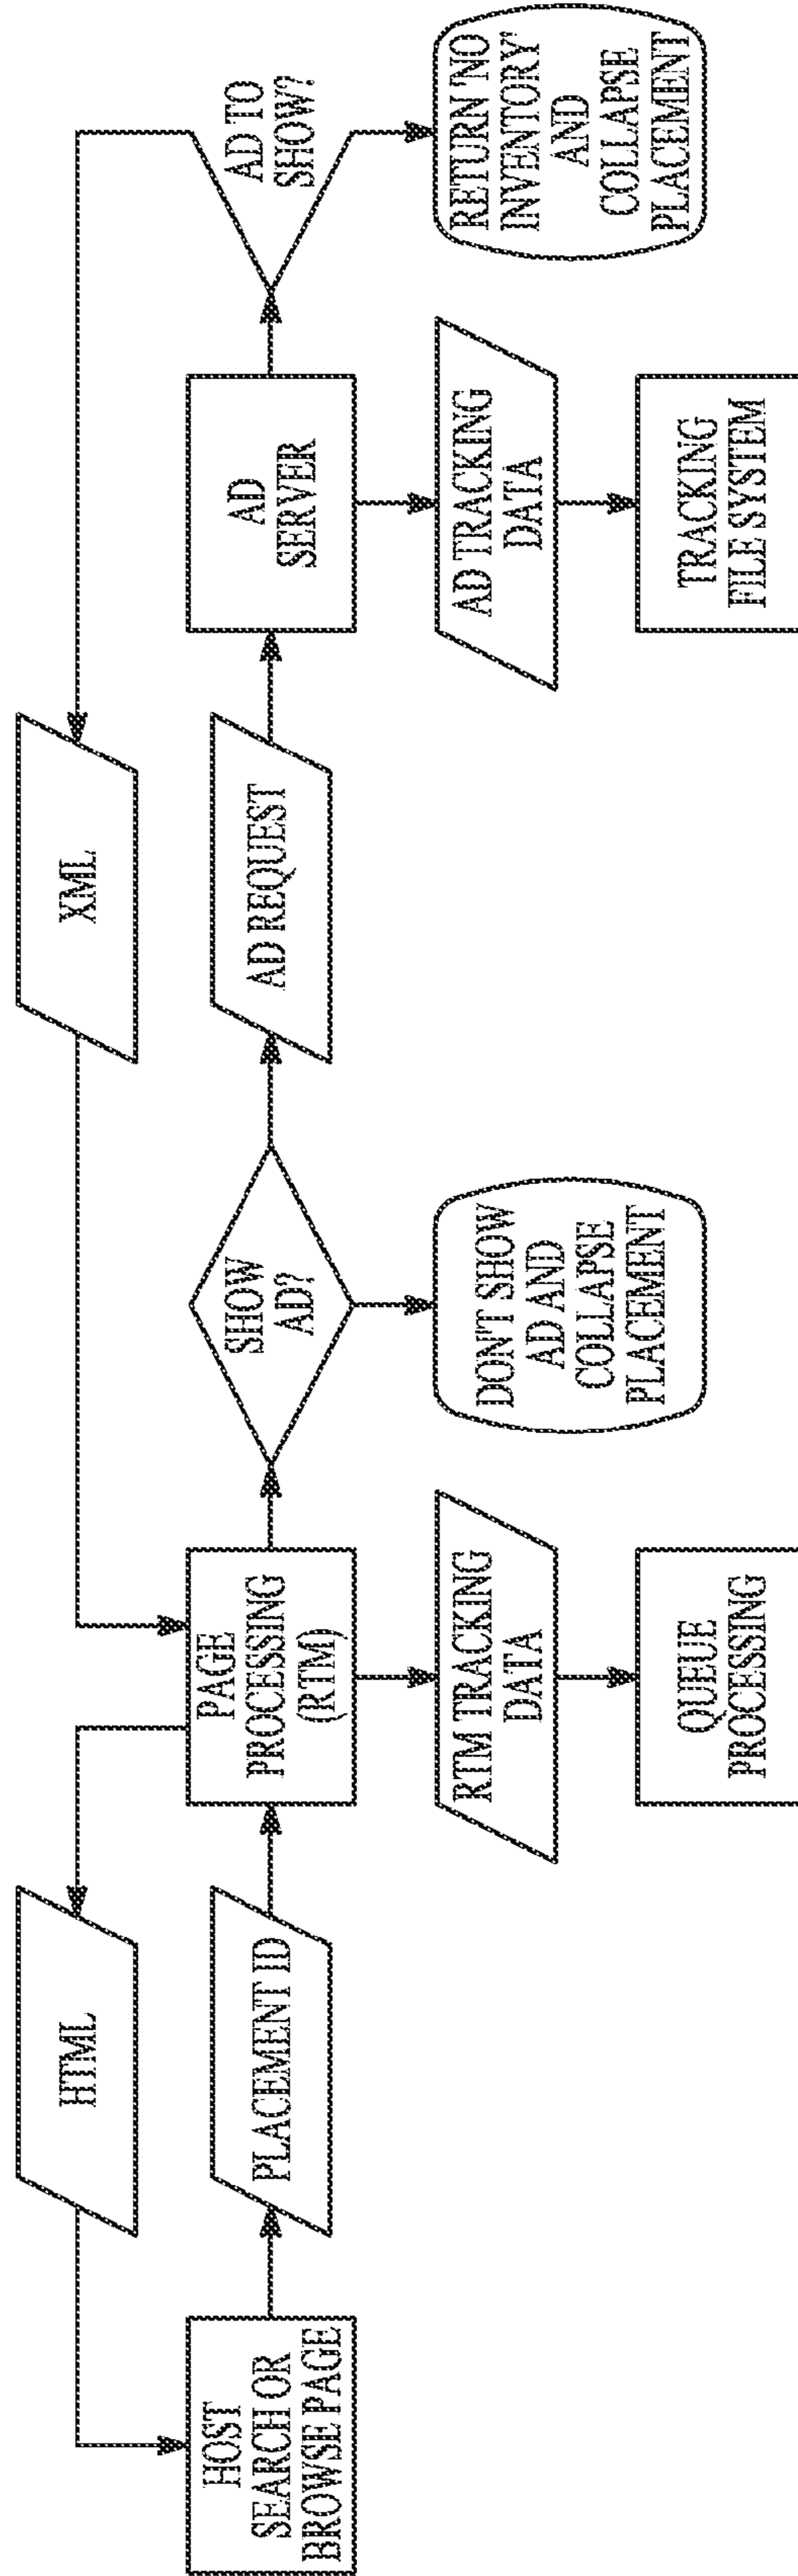 HTML
XML
HOST
SEARCH OR
BROWSE PAGE
PLACEMENT ID
PAGE
PROCESSING
(RTM)
SHOW
AD?
AD REQUEST
AD
SERVER
AD TO
SHOW?
RTM TRACKING
DATA
DON'T SHOW
AD AND
COLLAPSE
PLACEMENT
AD TRACKING
DATA
RETURN 'NO
INVENTORY'
AND
COLLAPSE
PLACEMENT
QUEUE
PROCESSING
TRACKING
FILE SYSTEM